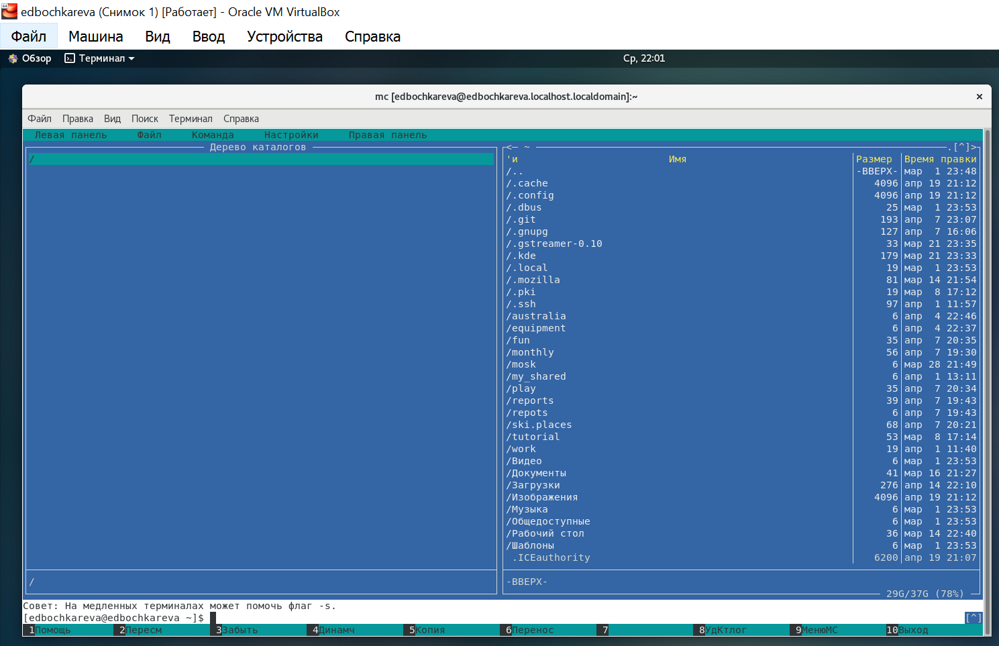 edbochkareva (Снимок 1) [Работает] - Oracle VM VirtualBox
Файл Машина Вид Ввод Устройства Справка
Обзор Терминал Ср, 22:01
mc [edbochkareva@edbochkareva.localhost.localdomain]:~ ×
Файл Правка Вид Поиск Терминал Справка
Левая панель Файл Команда Настройки Правая панель
Дерево каталогов
/
/
<— ~ .[^]>
'и Имя Размер Время правки
/.. -ВВЕРХ- мар 1 23:48
/.cache 4096 апр 19 21:12
/.config 4096 апр 19 21:12
/.dbus 25 мар 1 23:53
/.git 193 апр 7 23:07
/.gnupg 127 апр 7 16:06
/.gstreamer-0.10 33 мар 21 23:35
/.kde 179 мар 21 23:33
/.local 19 мар 1 23:53
/.mozilla 81 мар 14 21:54
/.pki 19 мар 8 17:12
/.ssh 97 апр 1 11:57
/australia 6 апр 4 22:46
/equipment 6 апр 4 22:37
/fun 35 апр 7 20:35
/monthly 56 апр 7 19:30
/mosk 6 мар 28 21:49
/my_shared 6 апр 1 13:11
/play 35 апр 7 20:34
/reports 39 апр 7 19:43
/repots 6 апр 7 19:43
/ski.places 68 апр 7 20:21
/tutorial 53 мар 8 17:14
/work 19 апр 1 11:40
/Видео 6 мар 1 23:53
/Документы 41 мар 16 21:27
/Загрузки 276 апр 14 22:10
/Изображения 4096 апр 19 21:12
/Музыка 6 мар 1 23:53
/Общедоступные 6 мар 1 23:53
/Рабочий стол 36 мар 14 22:40
/Шаблоны 6 мар 1 23:53
.ICEauthority 6200 апр 19 21:07
-ВВЕРХ-
29G/37G (78%)
Совет: На медленных терминалах может помочь флаг -s.
[edbochkareva@edbochkareva ~]$ [^]
1Помощь 2Пересм 3Забыть 4Динамч 5Копия 6Перенос 7 8УдКтлог 9МенюMC 10Выход